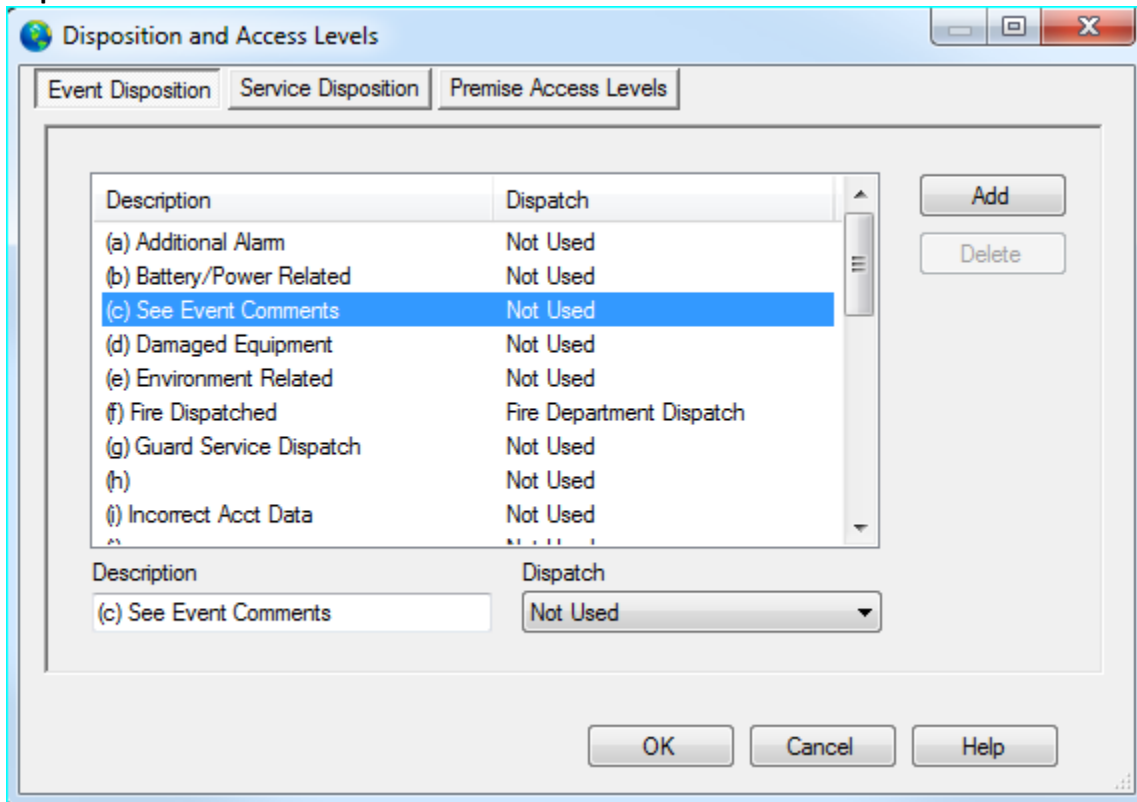 Disposition and Access Levels
Event Disposition Service Disposition Premise Access Levels
Description Dispatch Add
(a) Additional Alarm Not Used
(b) Battery/Power Related Not Used Delete
(c) See Event Comments Not Used
(d) Damaged Equipment Not Used
(e) Environment Related Not Used
(f) Fire Dispatched Fire Department Dispatch
(g) Guard Service Dispatch Not Used
(h) Not Used
(i) Incorrect Acct Data Not Used
Description Dispatch
(c) See Event Comments Not Used
OK Cancel Help